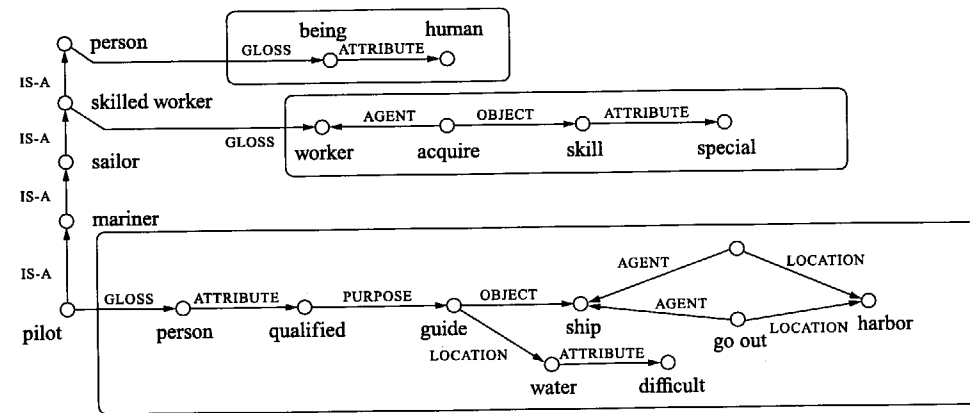 being human
person GLOSS ATTRIBUTE
IS-A
skilled worker
AGENT OBJECT ATTRIBUTE
IS-A GLOSS worker acquire skill special
sailor
IS-A
mariner
AGENT LOCATION
IS-A
GLOSS ATTRIBUTE PURPOSE OBJECT AGENT
pilot person qualified guide ship go out LOCATION harbor
LOCATION ATTRIBUTE
water difficult